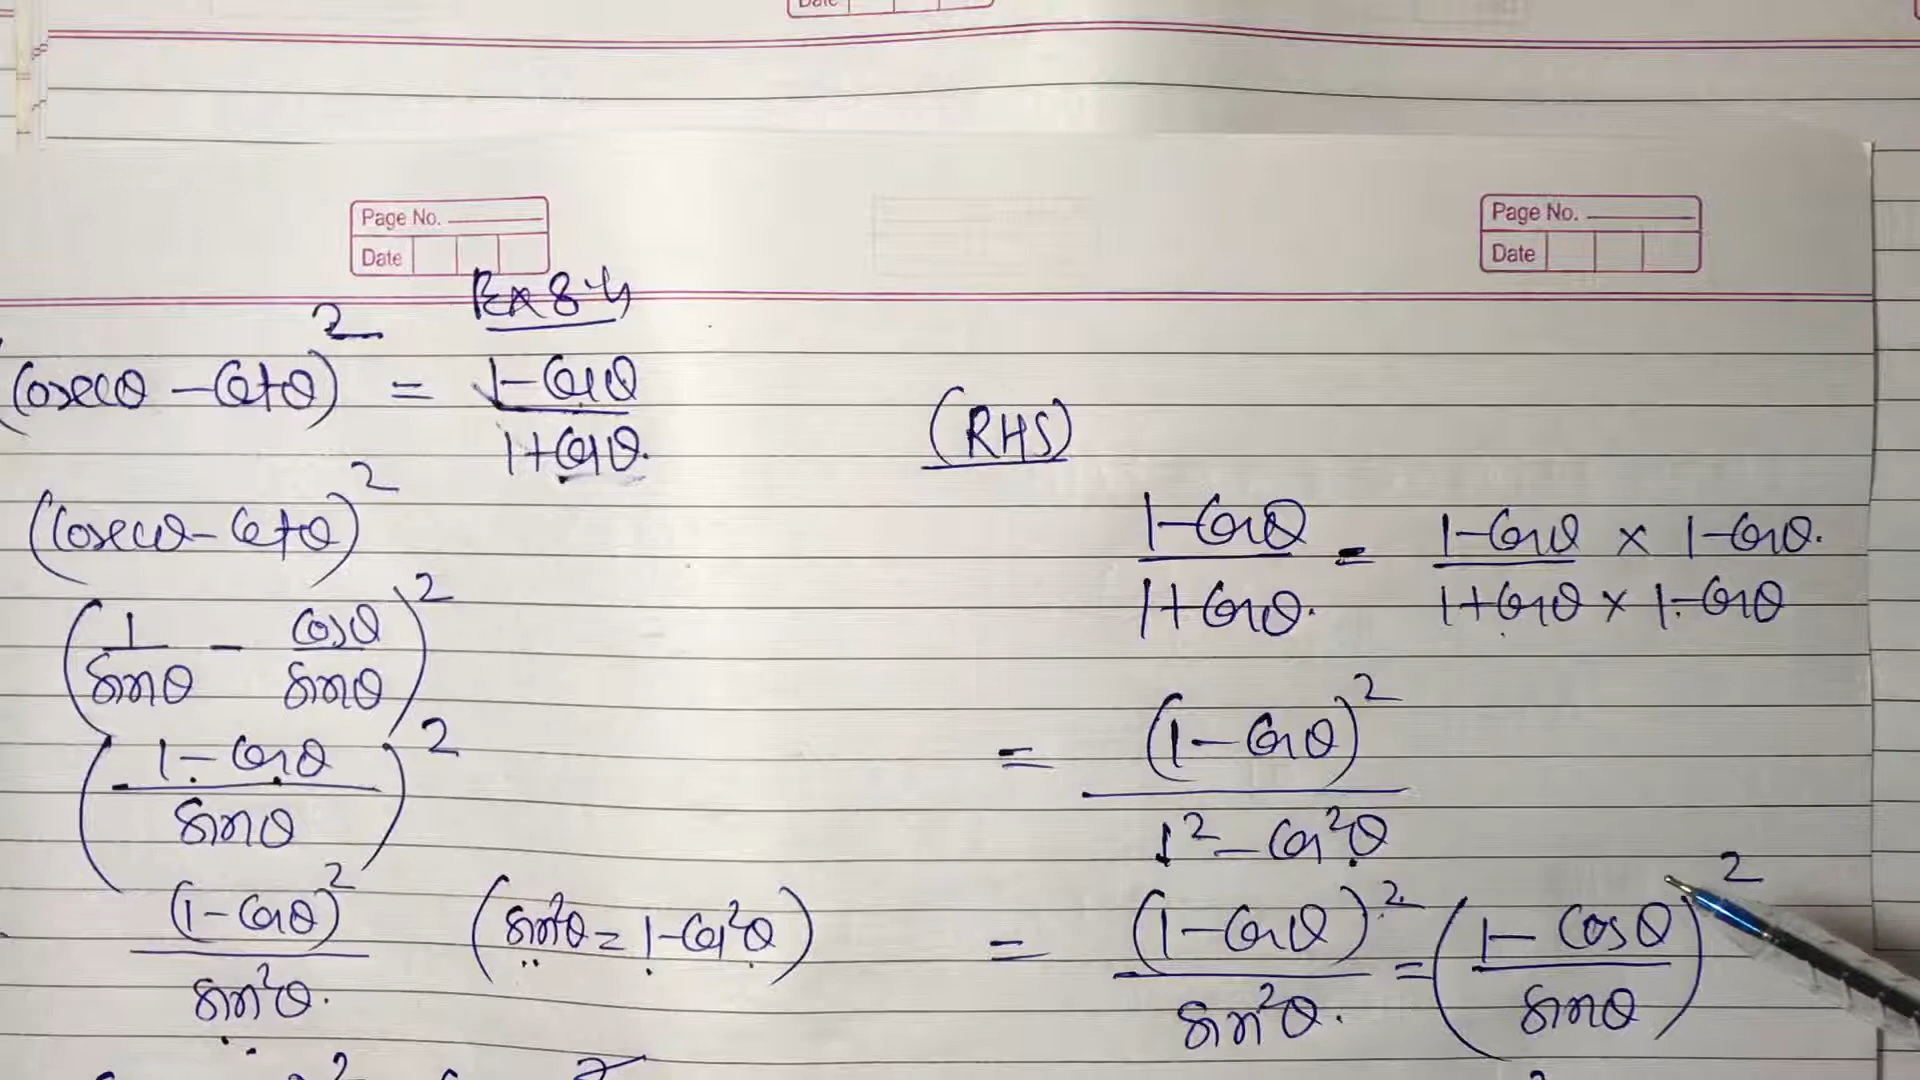 Date
Page No.
Date
Page No.
Date
Ex 8.4
(Cosecθ - Cotθ)² = 1-Cosθ / 1+Cosθ
(Cosecθ - Cotθ)²
(1/Sinθ - Cosθ/Sinθ)²
(1-Cosθ / Sinθ)²
(1-Cosθ)² / Sin²θ. (Sin²θ = 1-Cos²θ)
(RHS)
1-Cosθ / 1+Cosθ. = 1-Cosθ × 1-Cosθ. / 1+Cosθ × 1-Cosθ
= (1-Cosθ)² / 1² - Cos²θ
= (1-Cosθ)² / Sin²θ. = (1-Cosθ / Sinθ)²